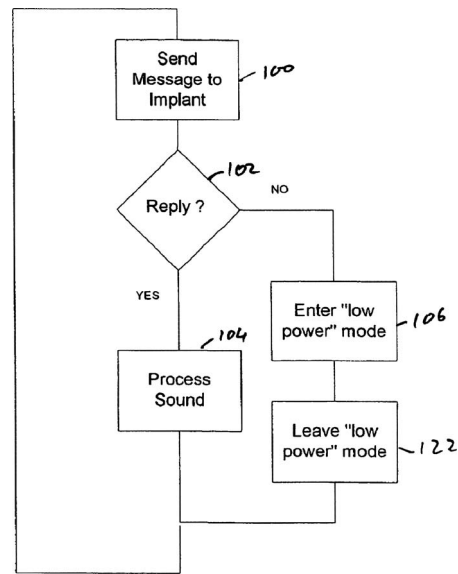 Send
Message to
Implant
100
Reply ?
102
NO
YES
104
Process
Sound
Enter "low
power" mode
106
Leave "low
power" mode
122